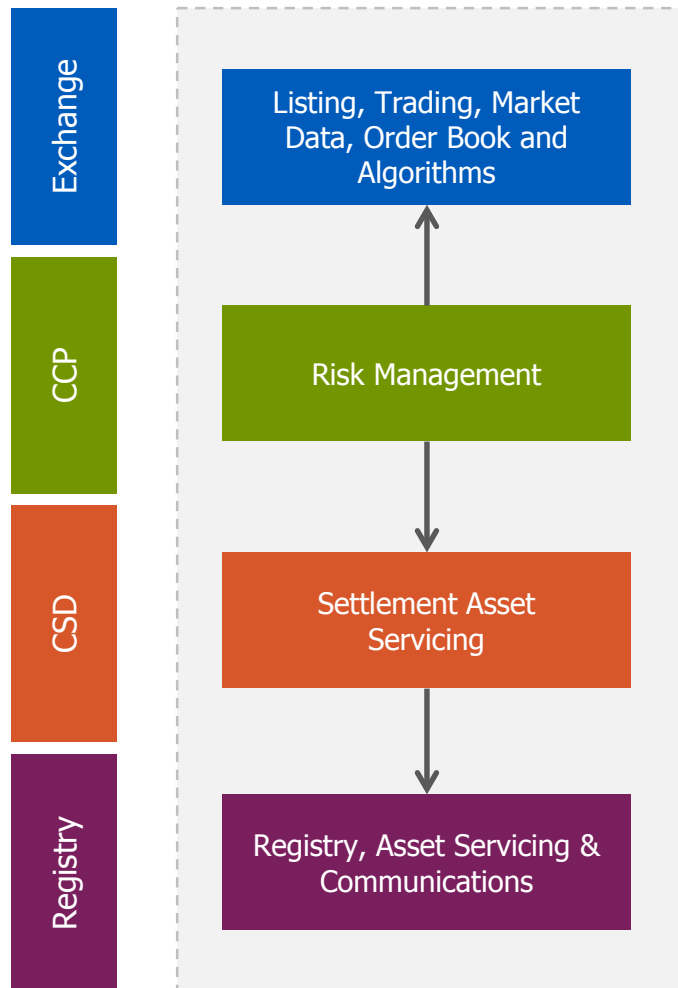 Exchange
Listing, Trading, Market
Data, Order Book and
Algorithms
CCP
Risk Management
CSD
Settlement Asset
Servicing
Registry
Registry, Asset Servicing &
Communications